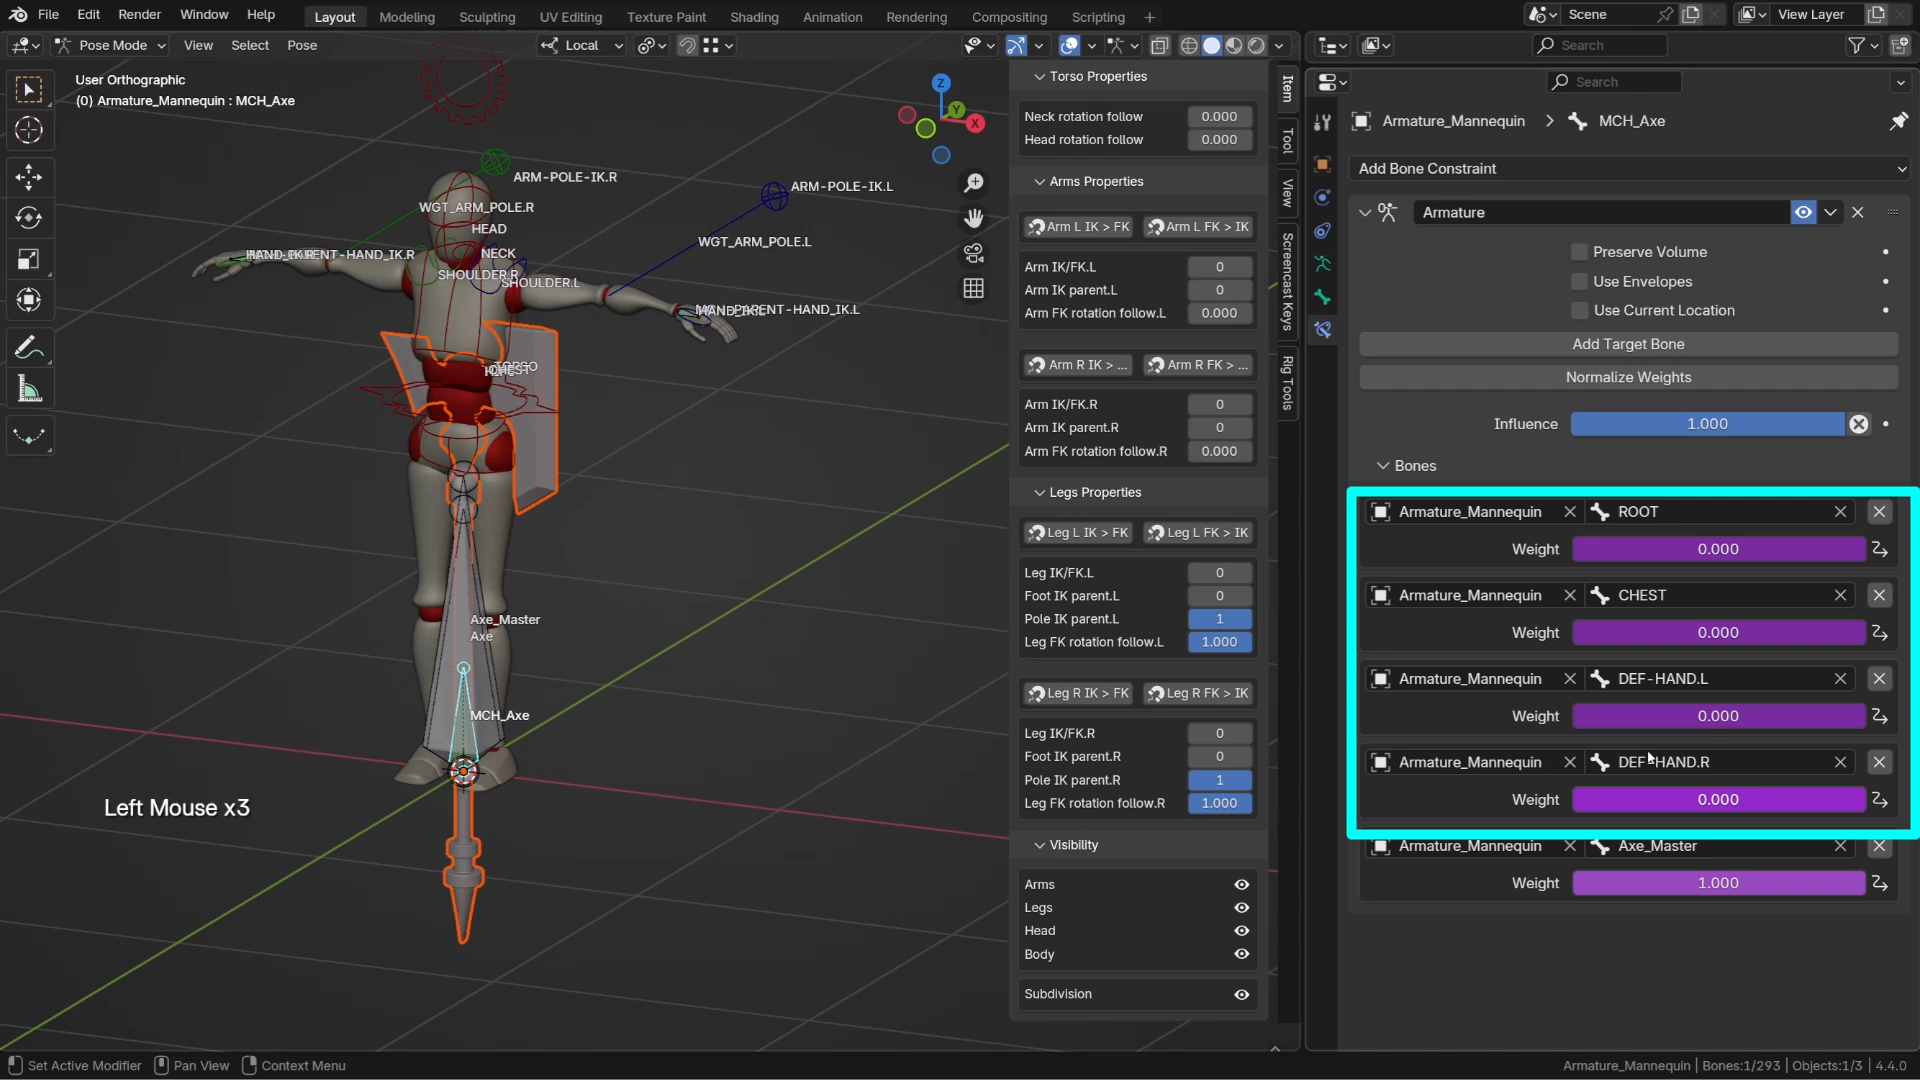 File Edit Render Window Help Layout Modeling Sculpting UV Editing Texture Paint Shading Animation Rendering Compositing Scripting + Scene View Layer
Pose Mode View Select Pose Local Search
User Orthographic
(0) Armature_Mannequin : MCH_Axe
Z
Y
X
ARM-POLE-IK.R
ARM-POLE-IK.L
WGT_ARM_POLE.R
HEAD
WGT_ARM_POLE.L
NECK
SHOULDER.R
SHOULDER.L
TORSO
Axe_Master
Axe
MCH_Axe
Left Mouse x3
Torso Properties
Neck rotation follow 0.000
Head rotation follow 0.000
Arms Properties
Arm L IK > FK Arm L FK > IK
Arm IK/FK.L 0
Arm IK parent.L 0
Arm FK rotation follow.L 0.000
Arm R IK > ... Arm R FK > ...
Arm IK/FK.R 0
Arm IK parent.R 0
Arm FK rotation follow.R 0.000
Legs Properties
Leg L IK > FK Leg L FK > IK
Leg IK/FK.L 0
Foot IK parent.L 0
Pole IK parent.L 1
Leg FK rotation follow.L 1.000
Leg R IK > FK Leg R FK > IK
Leg IK/FK.R 0
Foot IK parent.R 0
Pole IK parent.R 1
Leg FK rotation follow.R 1.000
Visibility
Arms
Legs
Head
Body
Subdivision
Item
Tool
View
Screencast Keys
Rig Tools
Search
Armature_Mannequin > MCH_Axe
Add Bone Constraint
Armature
Preserve Volume
Use Envelopes
Use Current Location
Add Target Bone
Normalize Weights
Influence 1.000
Bones
Armature_Mannequin ROOT
Weight 0.000
Armature_Mannequin CHEST
Weight 0.000
Armature_Mannequin DEF-HAND.L
Weight 0.000
Armature_Mannequin DEF-HAND.R
Weight 0.000
Armature_Mannequin Axe_Master
Weight 1.000
Set Active Modifier Pan View Context Menu
Armature_Mannequin | Bones:1/293 | Objects:1/3 | 4.4.0